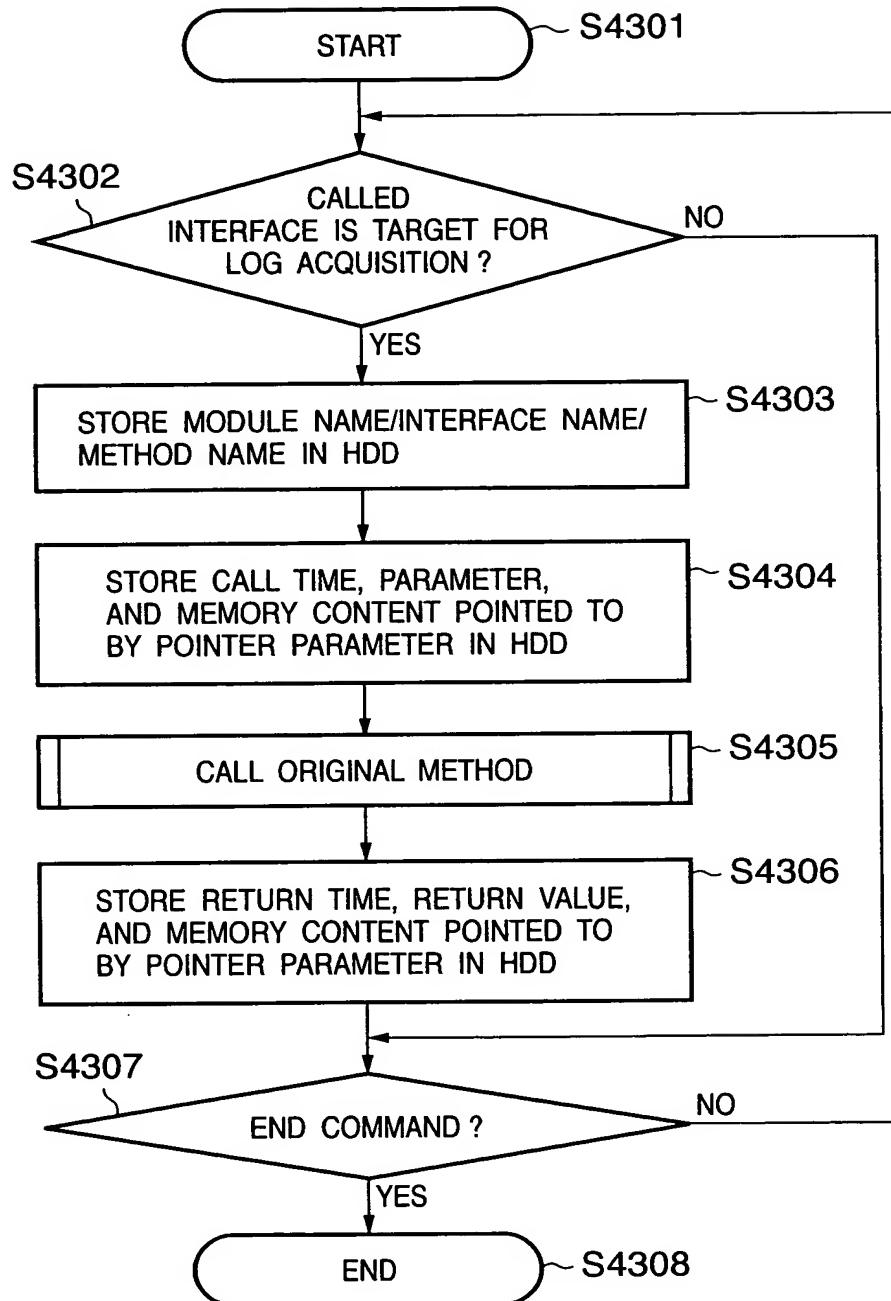 START
S4301
S4302
CALLED
INTERFACE IS TARGET FOR
LOG ACQUISITION ?
NO
YES
STORE MODULE NAME/INTERFACE NAME/
METHOD NAME IN HDD
S4303
STORE CALL TIME, PARAMETER,
AND MEMORY CONTENT POINTED TO
BY POINTER PARAMETER IN HDD
S4304
CALL ORIGINAL METHOD
S4305
STORE RETURN TIME, RETURN VALUE,
AND MEMORY CONTENT POINTED TO
BY POINTER PARAMETER IN HDD
S4306
S4307
END COMMAND ?
NO
YES
END
S4308